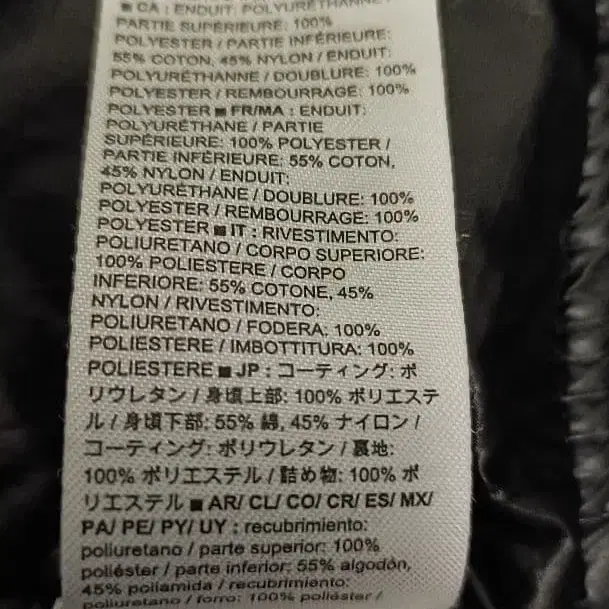 ■ CA : ENDUIT: POLYURÉTHANNE /
PARTIE SUPÉRIEURE: 100%
POLYESTER / PARTIE INFÉRIEURE:
55% COTON, 45% NYLON / ENDUIT:
POLYURÉTHANNE / DOUBLURE: 100%
POLYESTER / REMBOURRAGE: 100%
POLYESTER ■ FR/MA : ENDUIT:
POLYURÉTHANE / PARTIE
SUPÉRIEURE: 100% POLYESTER /
PARTIE INFÉRIEURE: 55% COTON,
45% NYLON / ENDUIT:
POLYURÉTHANE / DOUBLURE: 100%
POLYESTER / REMBOURRAGE: 100%
POLYESTER ■ IT : RIVESTIMENTO:
POLIURETANO / CORPO SUPERIORE:
100% POLIESTERE / CORPO
INFERIORE: 55% COTONE, 45%
NYLON / RIVESTIMENTO:
POLIURETANO / FODERA: 100%
POLIESTERE / IMBOTTITURA: 100%
POLIESTERE ■ JP : コーティング: ポ
リウレタン / 身頃上部: 100% ポリエステ
ル / 身頃下部: 55% 綿, 45% ナイロン /
コーティング: ポリウレタン / 裏地:
100% ポリエステル / 詰め物: 100% ポ
リエステル ■ AR/ CL/ CO/ CR/ ES/ MX/
PA/ PE/ PY/ UY : recubrimiento:
poliuretano / parte superior: 100%
poliéster / parte inferior: 55% algodón,
45% poliamida / recubrimiento:
poliuretano / forro: 100% poliéster /